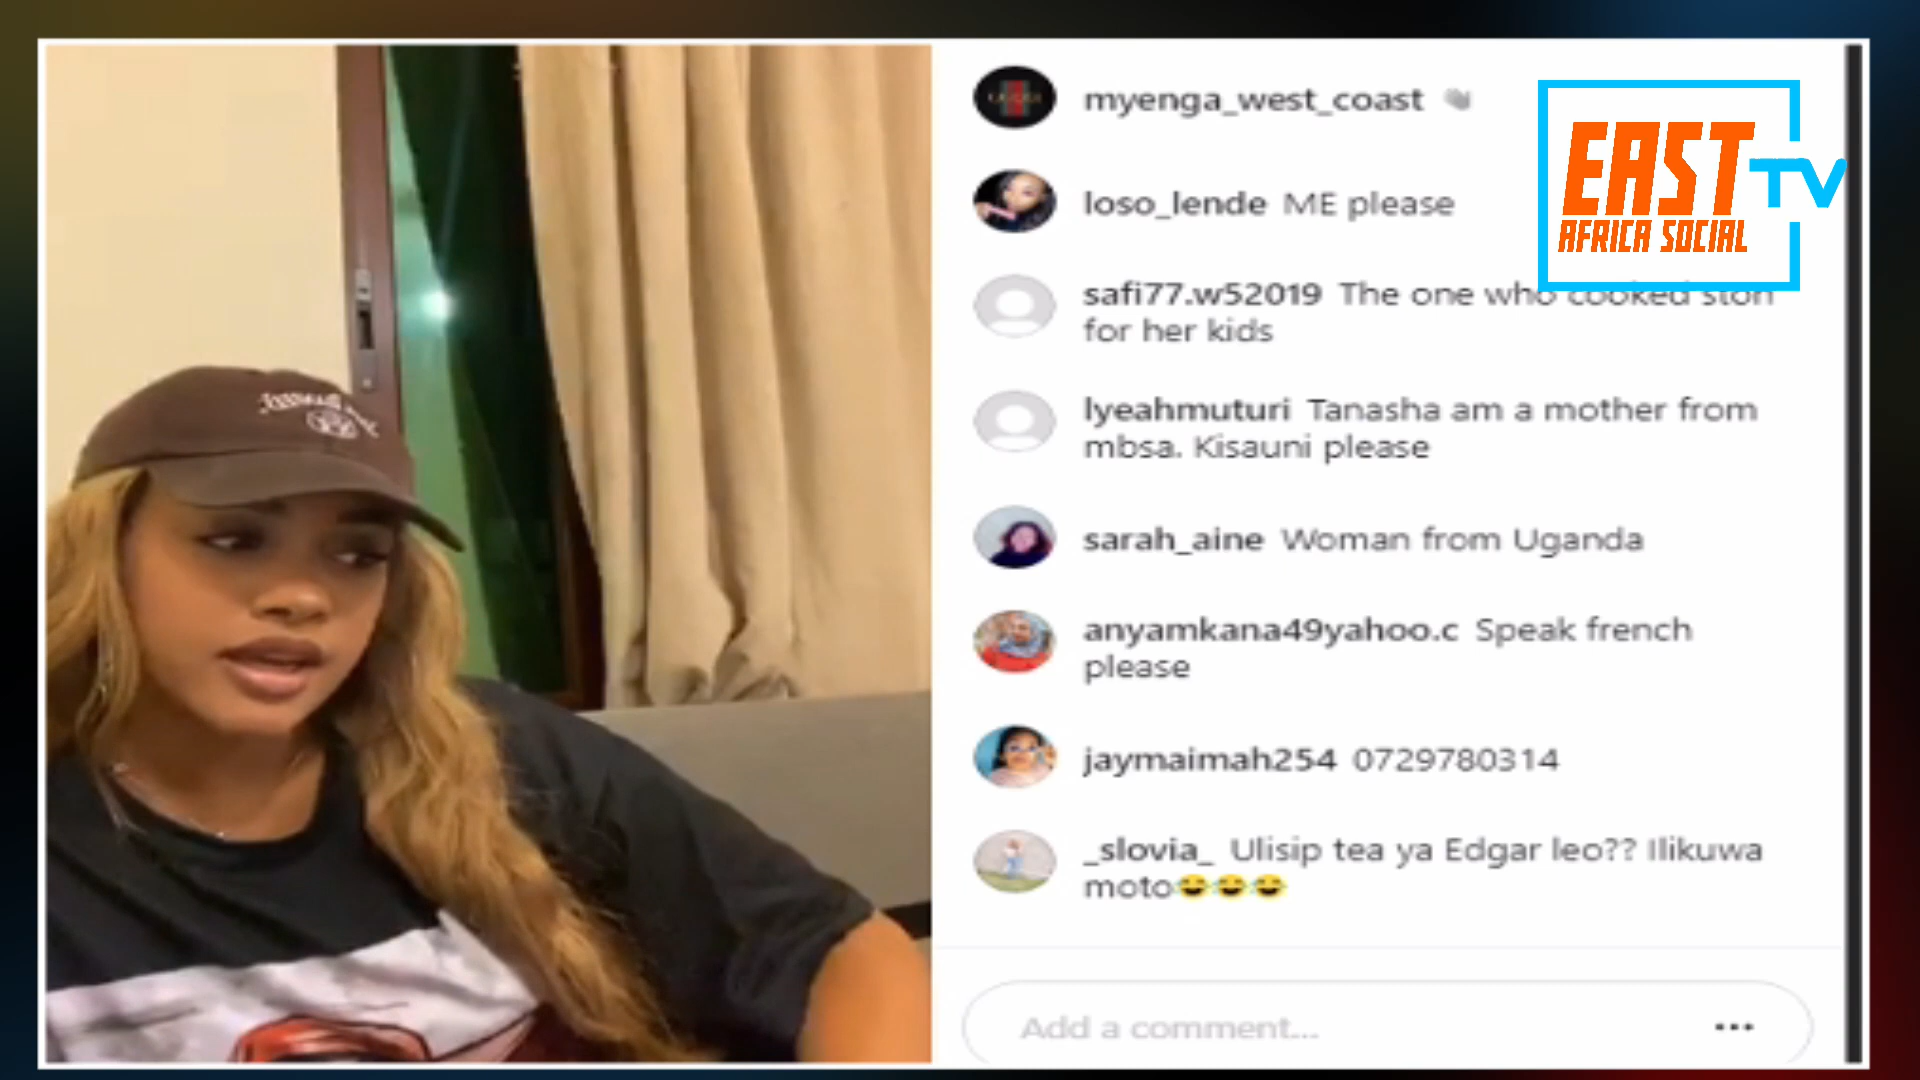 myenga_west_coast 👋
loso_lende ME please
safi77.w52019 The one who cooked ston
for her kids
lyeahmuturi Tanasha am a mother from
mbsa. Kisauni please
sarah_aine Woman from Uganda
anyamkana49yahoo.c Speak french
please
jaymaimah254 0729780314
_slovia_ Ulisip tea ya Edgar leo?? Ilikuwa
moto😂😂😂
Add a comment...
EAST
TV
AFRICA SOCIAL